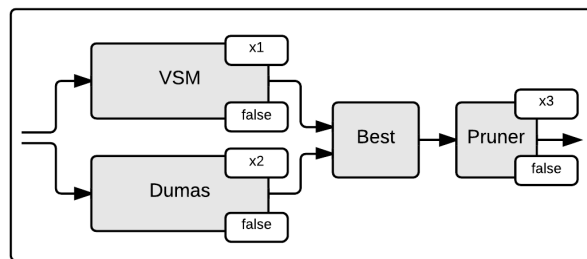 x1
VSM
false
x2
Dumas
false
Best
x3
Pruner
false